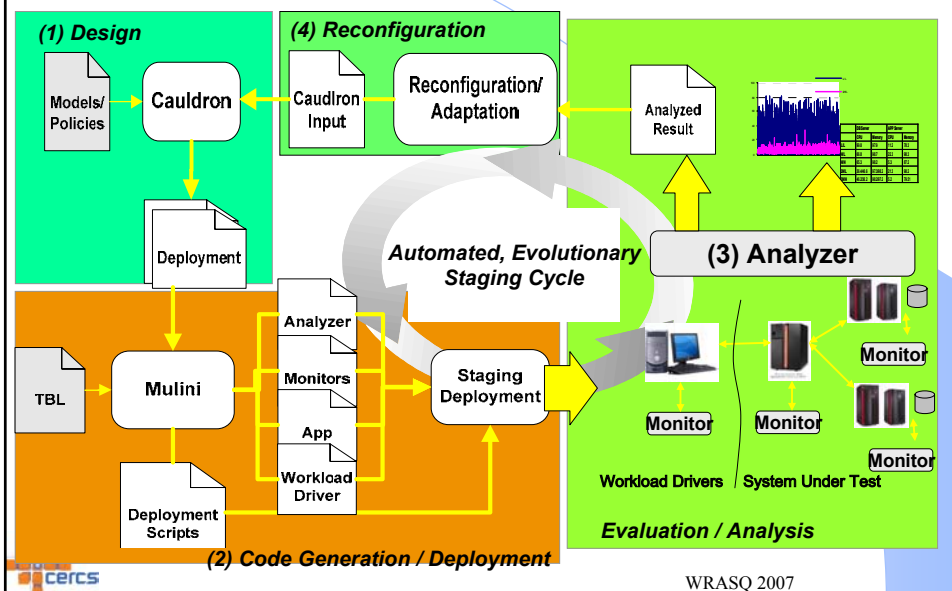 (1) Design
(4) Reconfiguration
Models/
Policies
Cauldron
Caudlron
Input
Reconfiguration/
Adaptation
Analyzed
Result
Deployment
Automated, Evolutionary
Staging Cycle
(3) Analyzer
TBL
Mulini
Analyzer
Monitors
App
Workload
Driver
Staging
Deployment
Deployment
Scripts
(2) Code Generation / Deployment
Monitor
Monitor
Monitor
Monitor
Workload Drivers
System Under Test
Evaluation / Analysis
cercs
WRASQ 2007